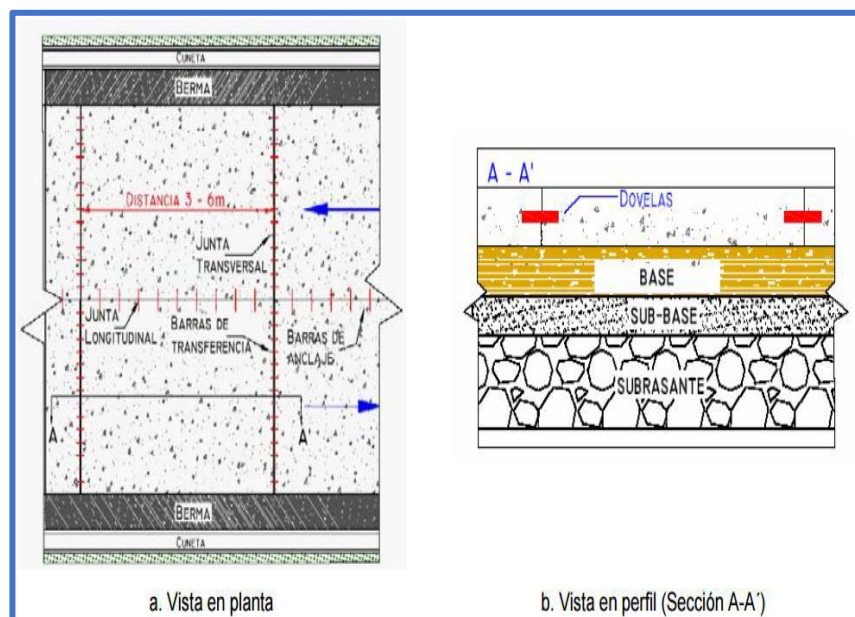 CUNETA
BERMA
DISTANCIA 3 - 6m
JUNTA
TRANSVERSAL
JUNTA
LONGITUDINAL
BARRAS DE
TRANSFERENCIA
BARRAS DE
ANCLAJE
A
A
BERMA
CUNETA
a. Vista en planta
A - A'
DOVELAS
BASE
SUB-BASE
SUBRASANTE
b. Vista en perfil (Sección A-A´)